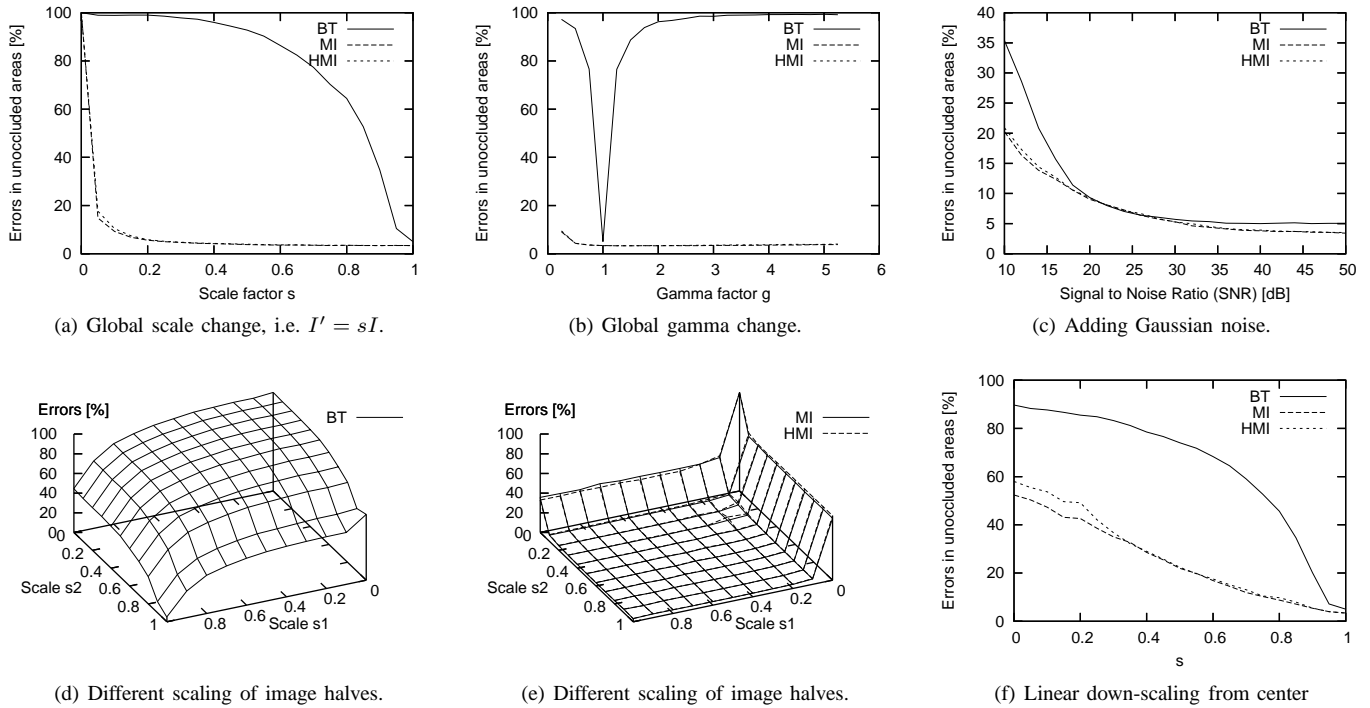 Errors in unoccluded areas [%]
100
80
60
40
20
0
0 0.2 0.4 0.6 0.8 1
Scale factor s
BT
MI
HMI
(a) Global scale change, i.e. I′ = sI.
Errors in unoccluded areas [%]
100
80
60
40
20
0
0 1 2 3 4 5 6
Gamma factor g
BT
MI
HMI
(b) Global gamma change.
Errors in unoccluded areas [%]
40
35
30
25
20
15
10
5
0
10 15 20 25 30 35 40 45 50
Signal to Noise Ratio (SNR) [dB]
BT
MI
HMI
(c) Adding Gaussian noise.
Errors [%]
BT
100
80
60
40
20
0
0
0.2
0.4
0.6
0.8
1
Scale s2
0.8
0.6
0.4
0.2
0
Scale s1
(d) Different scaling of image halves.
Errors [%]
MI
HMI
100
80
60
40
20
0
0
0.2
0.4
0.6
0.8
1
Scale s2
0.8
0.6
0.4
0.2
0
Scale s1
(e) Different scaling of image halves.
Errors in unoccluded areas [%]
100
80
60
40
20
0
0 0.2 0.4 0.6 0.8 1
s
BT
MI
HMI
(f) Linear down-scaling from center